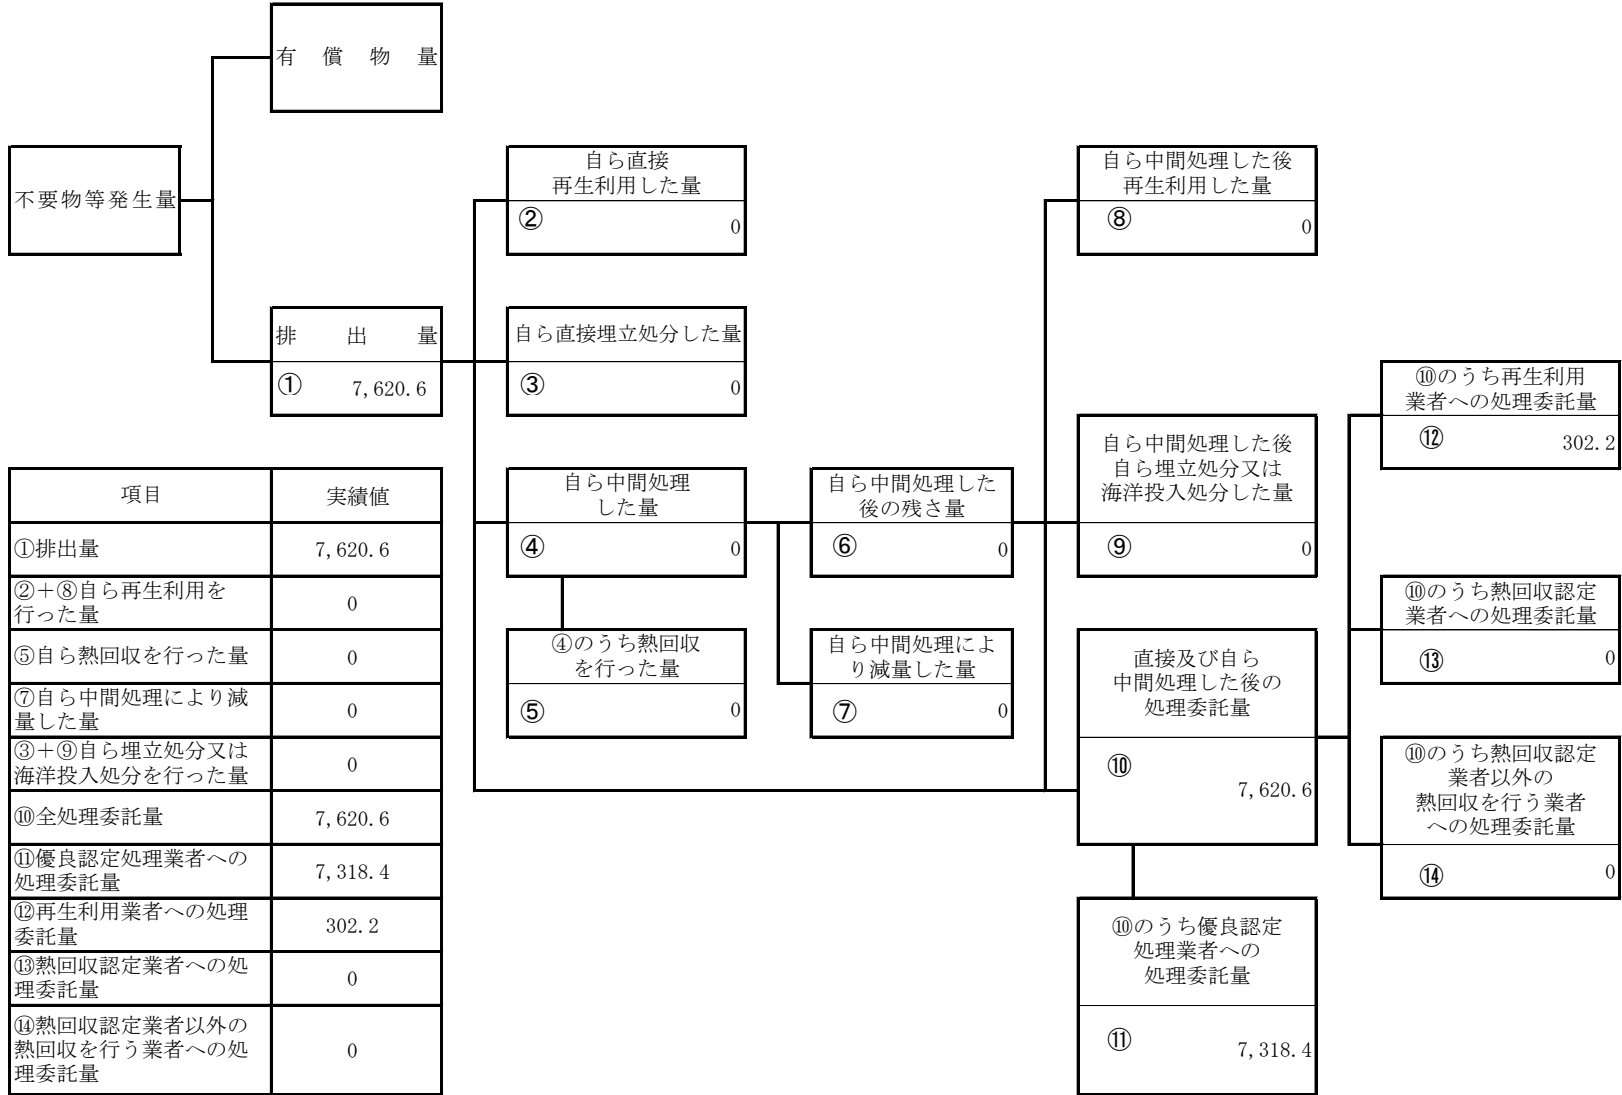 有償物量
不要物等発生量
排出量
① 7,620.6
自ら直接
再生利用した量
② 0
自ら直接埋立処分した量
③ 0
自ら中間処理
した量
④ 0
④のうち熱回収
を行った量
⑤ 0
自ら中間処理した
後の残さ量
⑥ 0
自ら中間処理によ
り減量した量
⑦ 0
自ら中間処理した後
再生利用した量
⑧ 0
自ら中間処理した後
自ら埋立処分又は
海洋投入処分した量
⑨ 0
直接及び自ら
中間処理した後の
処理委託量
⑩
7,620.6
⑩のうち優良認定
処理業者への
処理委託量
⑪ 7,318.4
⑩のうち再生利用
業者への処理委託量
⑫ 302.2
⑩のうち熱回収認定
業者への処理委託量
⑬ 0
⑩のうち熱回収認定
業者以外の
熱回収を行う業者
への処理委託量
⑭ 0
項目 実績値
①排出量 7,620.6
②+⑧自ら再生利用を
行った量 0
⑤自ら熱回収を行った量 0
⑦自ら中間処理により減
量した量 0
③+⑨自ら埋立処分又は
海洋投入処分を行った量 0
⑩全処理委託量 7,620.6
⑪優良認定処理業者への
処理委託量 7,318.4
⑫再生利用業者への処理
委託量 302.2
⑬熱回収認定業者への処
理委託量 0
⑭熱回収認定業者以外の
熱回収を行う業者への処 0
理委託量